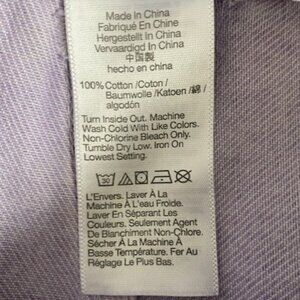 Made In China
Fabriqué En Chine
Hergestellt In China
Vervaardigd In China
中国製
hecho en china
100% Cotton /Coton /
Baumwolle /Katoen /綿 /
algodón
Turn Inside Out. Machine
Wash Cold With Like Colors.
Non-Chlorine Bleach Only.
Tumble Dry Low. Iron On
Lowest Setting.
30
L'Envers. Laver À La
Machine À L'eau Froide.
Laver En Séparant Les
Couleurs. Seulement Agent
De Blanchiment Non-Chlore.
Sécher À La Machine À
Basse Température. Fer Au
Réglage Le Plus Bas.